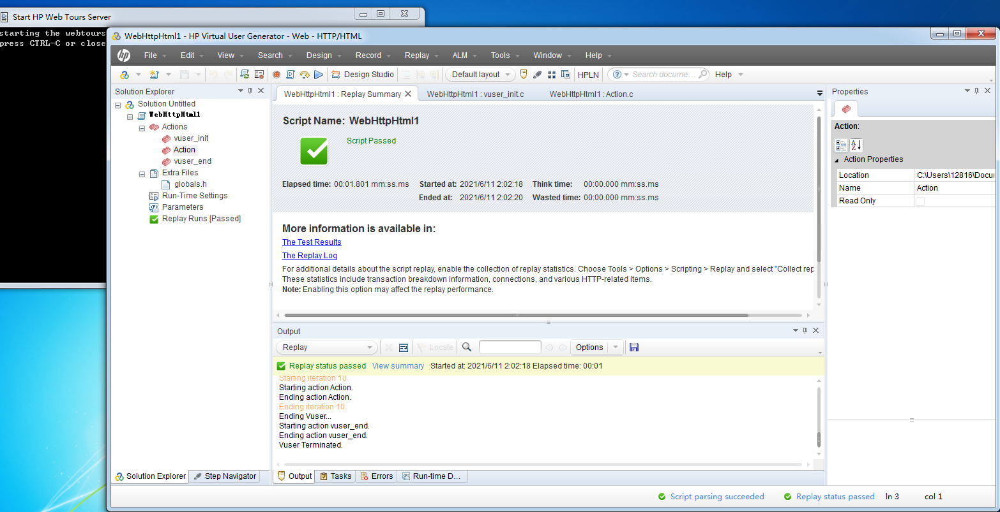 Start HP Web Tours Server
starting the webtours
press CTRL-C or close
WebHttpHtml1 - HP Virtual User Generator - Web - HTTP/HTML
hp File Edit View Search Design Record Replay ALM Tools Window Help
Design Studio Default layout HPLN Search docume... Help
Solution Explorer
Solution Untitled
WebHttpHtml1
Actions
vuser_init
Action
vuser_end
Extra Files
globals.h
Run-Time Settings
Parameters
Replay Runs [Passed]
Solution Explorer Step Navigator
WebHttpHtml1 : Replay Summary WebHttpHtml1 : vuser_init.c WebHttpHtml1 : Action.c
Script Name: WebHttpHtml1
Script Passed
Elapsed time: 00:01.801 mm:ss.ms Started at: 2021/6/11 2:02:18 Think time: 00:00.000 mm:ss.ms
Ended at: 2021/6/11 2:02:20 Wasted time: 00:00.000 mm:ss.ms
More information is available in:
The Test Results
The Replay Log
For additional details about the script replay, enable the collection of replay statistics. Choose Tools > Options > Scripting > Replay and select "Collect rep
These statistics include transaction breakdown information, connections, and various HTTP-related items.
Note: Enabling this option may affect the replay performance.
Output
Replay Locate Options
Replay status passed View summary Started at: 2021/6/11 2:02:18 Elapsed time: 00:01
Starting iteration 10.
Starting action Action.
Ending action Action.
Ending iteration 10.
Ending Vuser...
Starting action vuser_end.
Ending action vuser_end.
Vuser Terminated.
Output Tasks Errors Run-time D...
Properties
Action:
Action Properties
Location C:\Users\12816\Docu
Name Action
Read Only
Script parsing succeeded Replay status passed ln 3 col 1